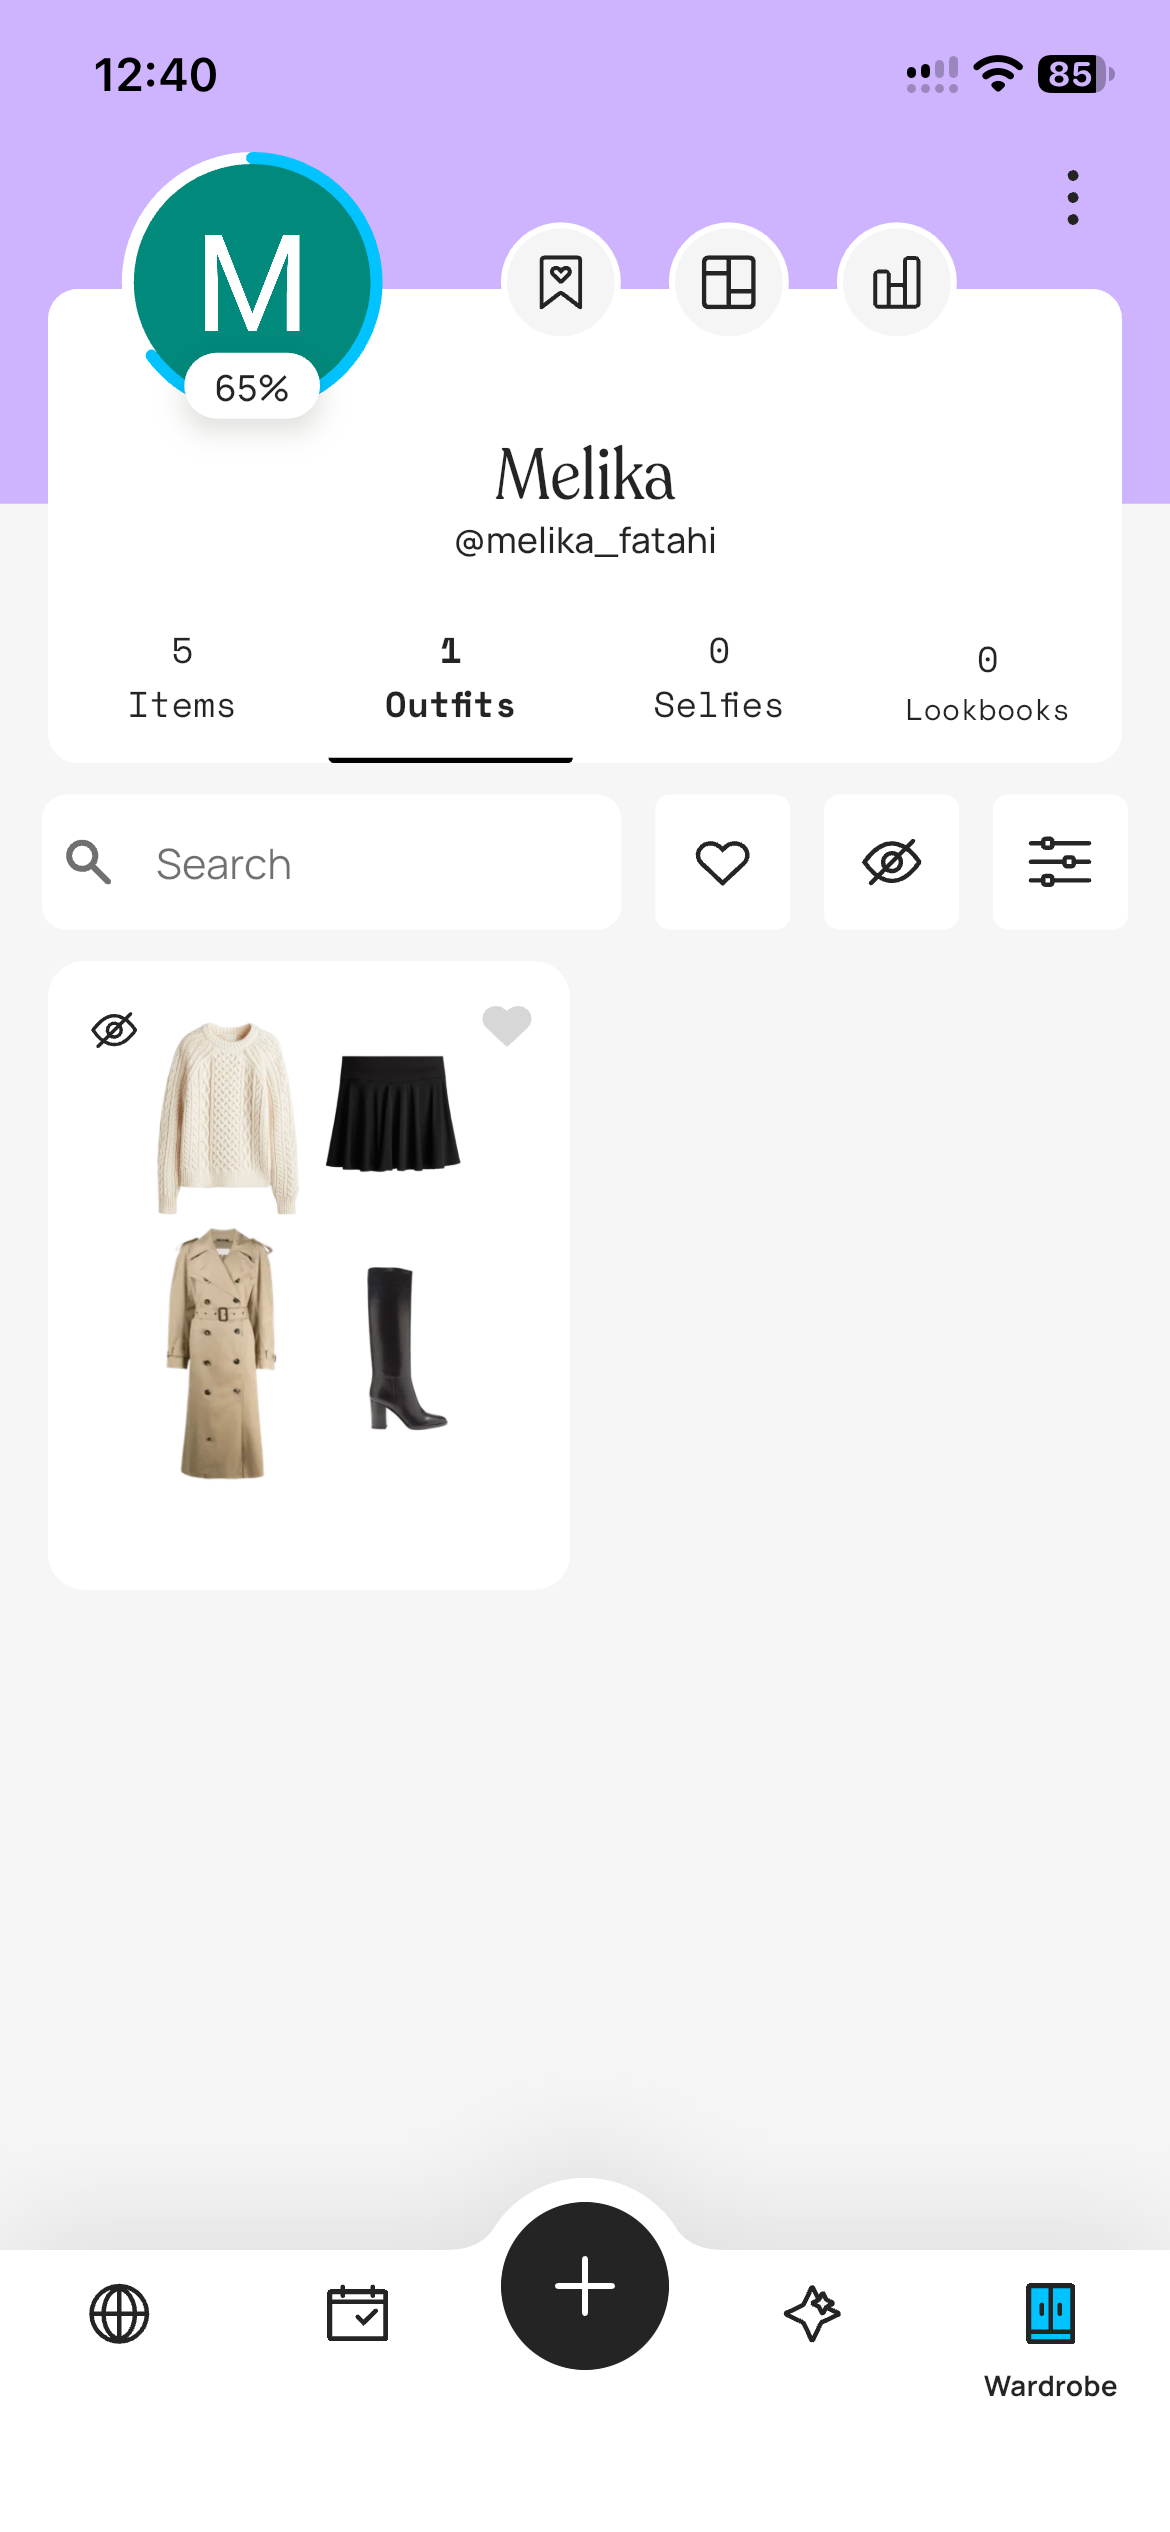 12:40
85
M
65%
Melika
@melika_fatahi
5 1 0 0
Items Outfits Selfies Lookbooks
Search
Wardrobe